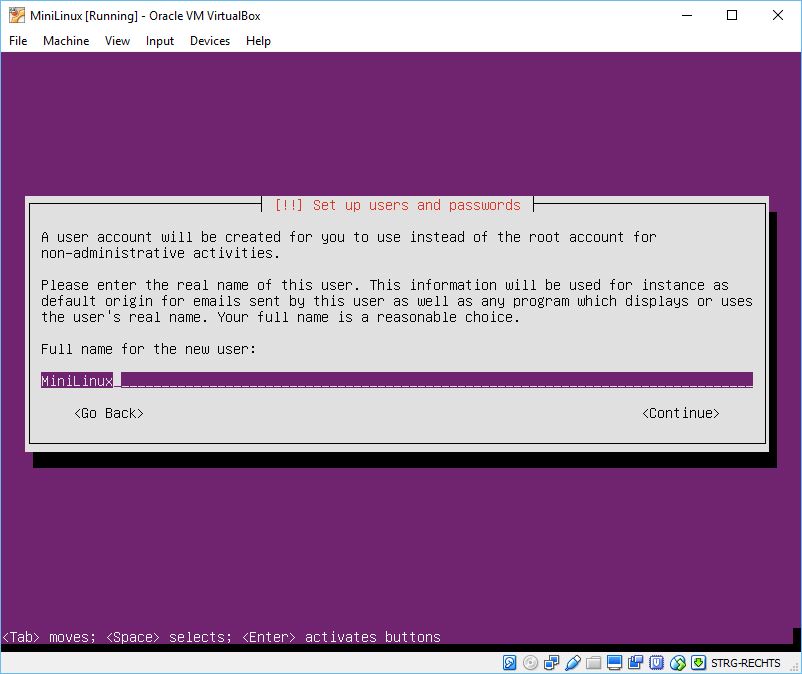 MiniLinux [Running] - Oracle VM VirtualBox
File Machine View Input Devices Help
[!!] Set up users and passwords
A user account will be created for you to use instead of the root account for
non-administrative activities.
Please enter the real name of this user. This information will be used for instance as
default origin for emails sent by this user as well as any program which displays or uses
the user's real name. Your full name is a reasonable choice.
Full name for the new user:
MiniLinux
<Go Back> <Continue>
<Tab> moves; <Space> selects; <Enter> activates buttons
STRG-RECHTS